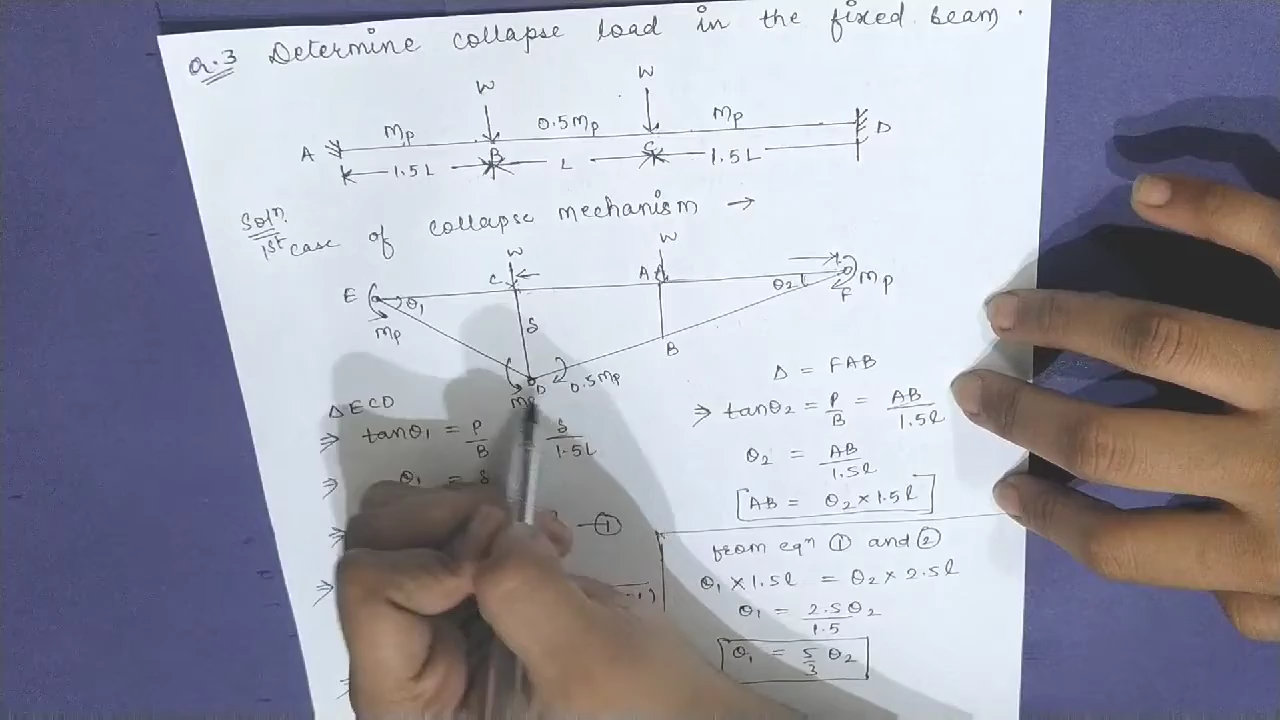 Q.3 Determine collapse load in the fixed beam.
W W
A Mp 0.5Mp Mp D
B C
1.5L L 1.5L
Soln.
1st case of collapse mechanism →
W W
E θ1 C A θ2 F Mp
Mp δ
B
D 0.5Mp
Mp
ΔECD
⇒ tanθ1 = P/B δ/1.5L
⇒ θ1 = δ
⇒ — ①
⇒
Δ = FAB
⇒ tanθ2 = P/B = AB/1.5l
θ2 = AB/1.5l
AB = θ2 × 1.5l
from eqn ① and ②
θ1 × 1.5l = θ2 × 2.5l
θ1 = 2.5θ2/1.5
θ1 = 5/3 θ2